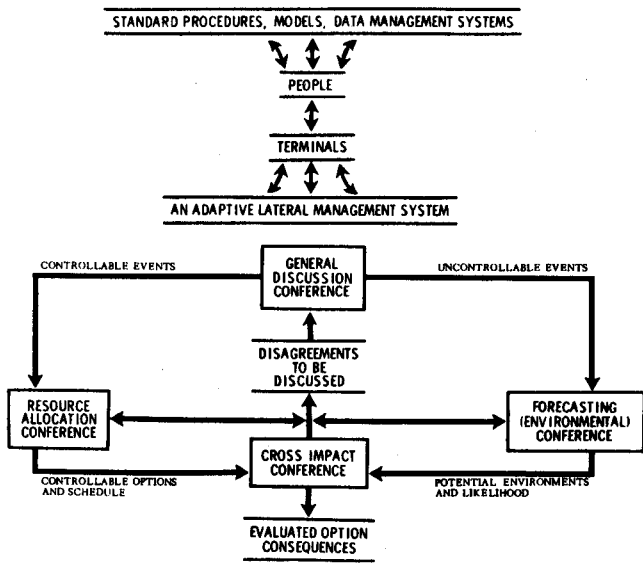 STANDARD PROCEDURES, MODELS, DATA MANAGEMENT SYSTEMS
PEOPLE
TERMINALS
AN ADAPTIVE LATERAL MANAGEMENT SYSTEM
CONTROLLABLE EVENTS
GENERAL
DISCUSSION
CONFERENCE
UNCONTROLLABLE EVENTS
DISAGREEMENTS
TO BE
DISCUSSED
RESOURCE
ALLOCATION
CONFERENCE
FORECASTING
(ENVIRONMENTAL)
CONFERENCE
CROSS IMPACT
CONFERENCE
CONTROLLABLE OPTIONS
AND SCHEDULE
POTENTIAL ENVIRONMENTS
AND LIKELIHOOD
EVALUATED OPTION
CONSEQUENCES